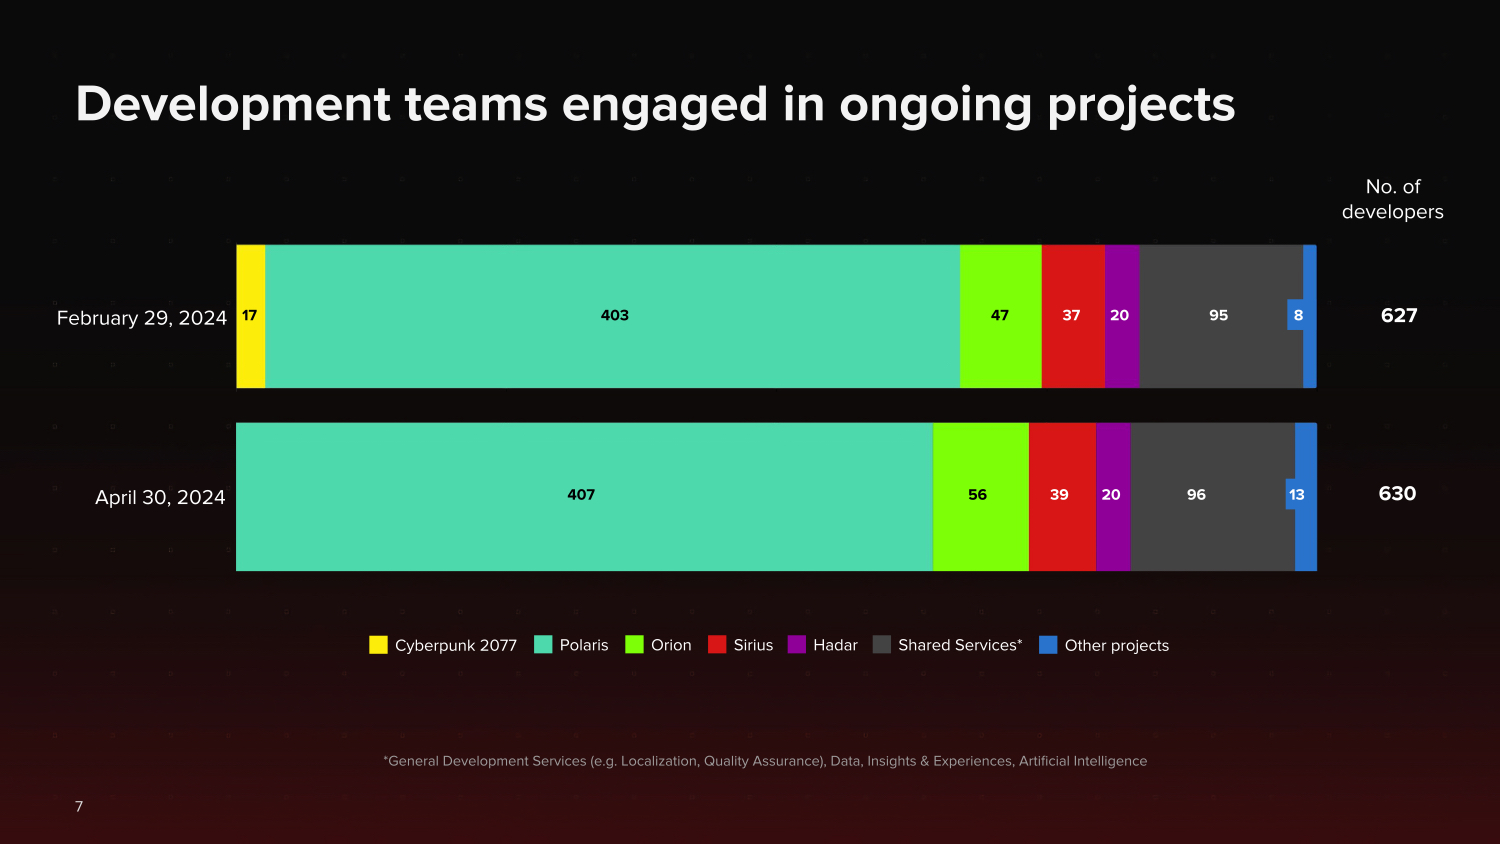 Development teams engaged in ongoing projects
No. of
developers
February 29, 2024 17 403 47 37 20 95 8 627
April 30, 2024 407 56 39 20 96 13 630
Cyberpunk 2077 Polaris Orion Sirius Hadar Shared Services* Other projects
*General Development Services (e.g. Localization, Quality Assurance), Data, Insights & Experiences, Artificial Intelligence
7